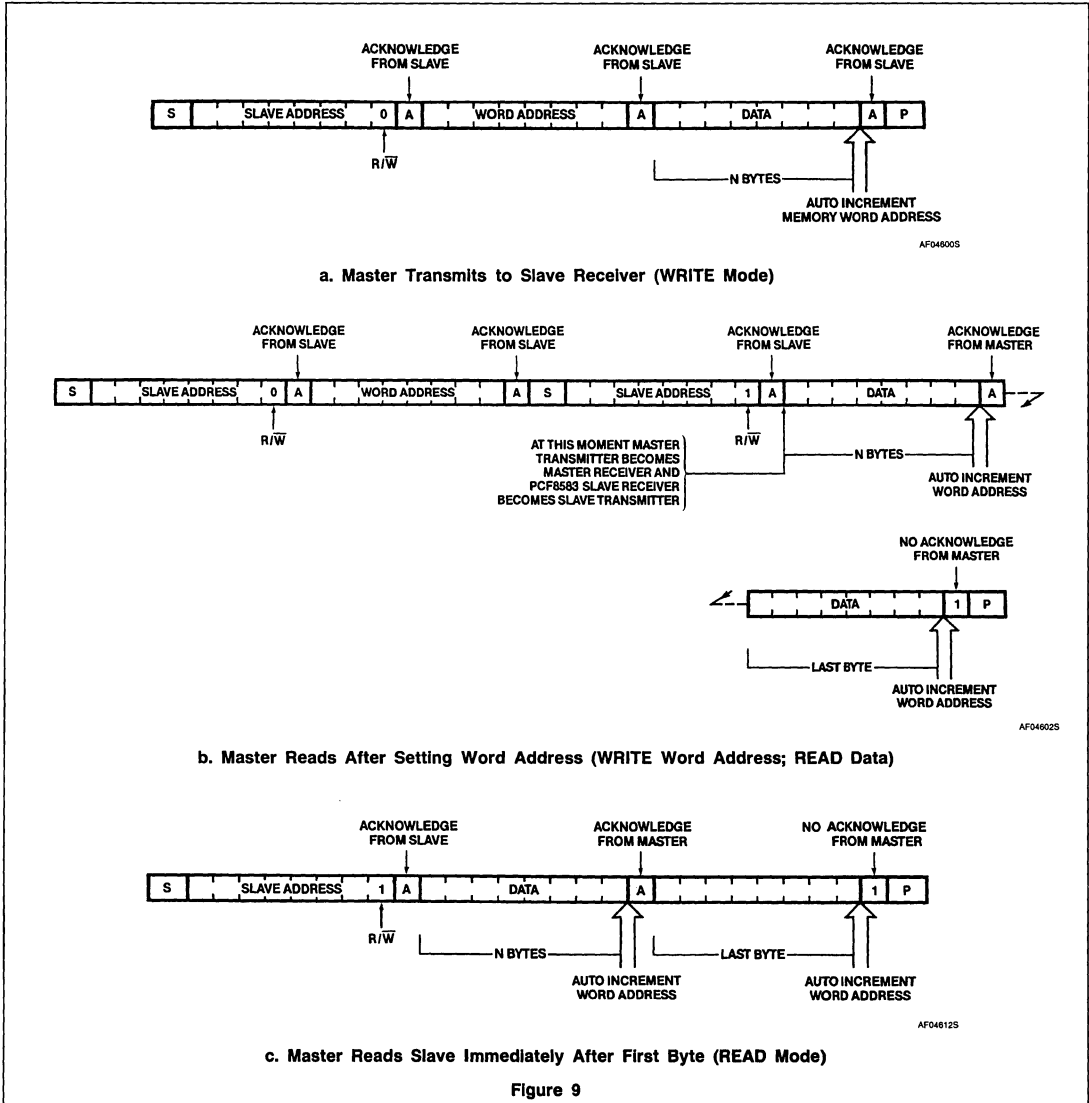 ACKNOWLEDGE FROM SLAVE
ACKNOWLEDGE FROM SLAVE
ACKNOWLEDGE FROM SLAVE
S SLAVE ADDRESS 0 A WORD ADDRESS A DATA A P
R/W̅
N BYTES
AUTO INCREMENT
MEMORY WORD ADDRESS
AF04600S
a. Master Transmits to Slave Receiver (WRITE Mode)
ACKNOWLEDGE FROM SLAVE
ACKNOWLEDGE FROM SLAVE
ACKNOWLEDGE FROM SLAVE
ACKNOWLEDGE FROM MASTER
S SLAVE ADDRESS 0 A WORD ADDRESS A S SLAVE ADDRESS 1 A DATA A
R/W̅
R/W̅
AT THIS MOMENT MASTER
TRANSMITTER BECOMES
MASTER RECEIVER AND
PCF8583 SLAVE RECEIVER
BECOMES SLAVE TRANSMITTER
N BYTES
AUTO INCREMENT
WORD ADDRESS
NO ACKNOWLEDGE
FROM MASTER
DATA 1 P
LAST BYTE
AUTO INCREMENT
WORD ADDRESS
AF04602S
b. Master Reads After Setting Word Address (WRITE Word Address; READ Data)
ACKNOWLEDGE FROM SLAVE
ACKNOWLEDGE FROM MASTER
NO ACKNOWLEDGE FROM MASTER
S SLAVE ADDRESS 1 A DATA A 1 P
R/W̅
N BYTES
LAST BYTE
AUTO INCREMENT
WORD ADDRESS
AUTO INCREMENT
WORD ADDRESS
AF04612S
c. Master Reads Slave Immediately After First Byte (READ Mode)
Figure 9